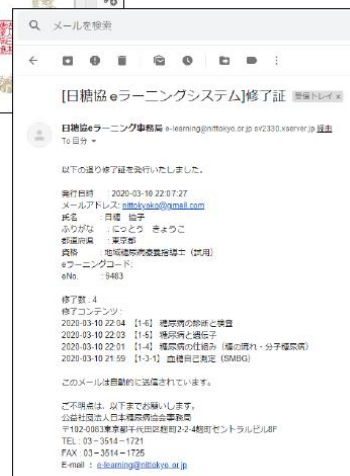 メールを検索
[日糖協 eラーニングシステム]修了証 受信トレイ x
日糖協eラーニング事務局 e-learning@nittokyo.or.jp sv2330.xserver.jp 経由
To 自分
以下の通り修了証を発行いたしました。
発行日時 : 2020-03-10 22:07:27
メールアドレス: nittokyako@gmail.com
氏名 : 日糖 協子
ふりがな : にっとう きょうこ
都道府県 : 東京都
資格 : 地域糖尿病療養指導士（試用）
eラーニングコード:
eNo. : 5483
修了数 : 4
修了コンテンツ :
2020-03-10 22:04 【1-6】 糖尿病の診断と検査
2020-03-10 22:03 【1-5】 糖尿病と遺伝子
2020-03-10 22:01 【1-4】 糖尿病の仕組み（糖の流れ・分子糖尿病）
2020-03-10 21:59 【1-3-1】 血糖自己測定（SMBG）
このメールは自動的に送信されています。
ご不明点は、以下までお願いします。
公益社団法人日本糖尿病協会事務局
〒102-0083東京都千代田区麹町2-2-4麹町セントラルビル8F
TEL : 03－3514－1721
FAX : 03－3514－1725
E-mail : e-learning@nittokyo.or.jp